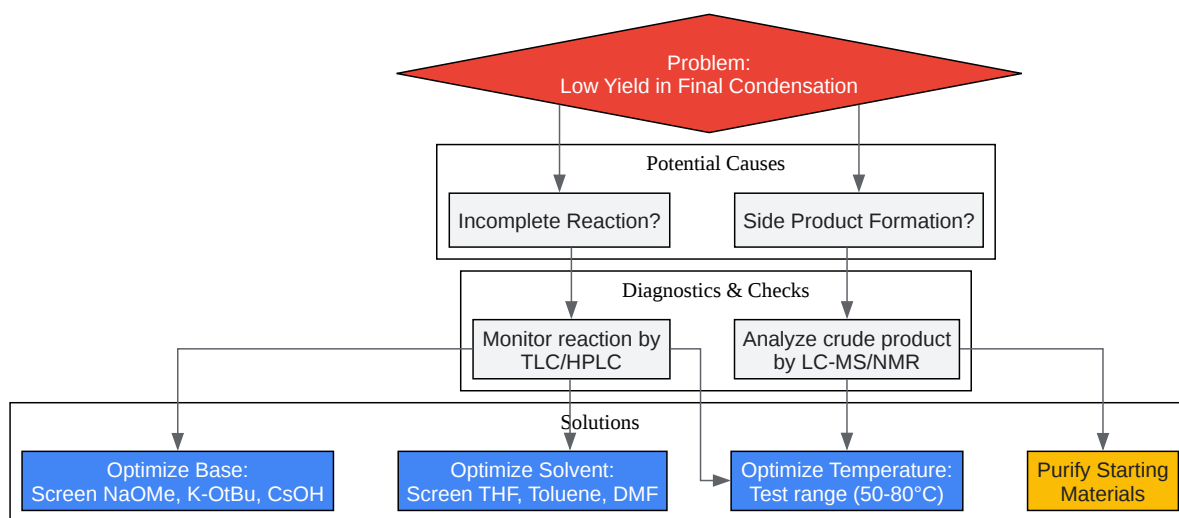 Problem:
Low Yield in Final Condensation
Potential Causes
Incomplete Reaction?
Side Product Formation?
Diagnostics & Checks
Monitor reaction by
TLC/HPLC
Analyze crude product
by LC-MS/NMR
Solutions
Optimize Base:
Screen NaOMe, K-OtBu, CsOH
Optimize Solvent:
Screen THF, Toluene, DMF
Optimize Temperature:
Test range (50-80°C)
Purify Starting
Materials